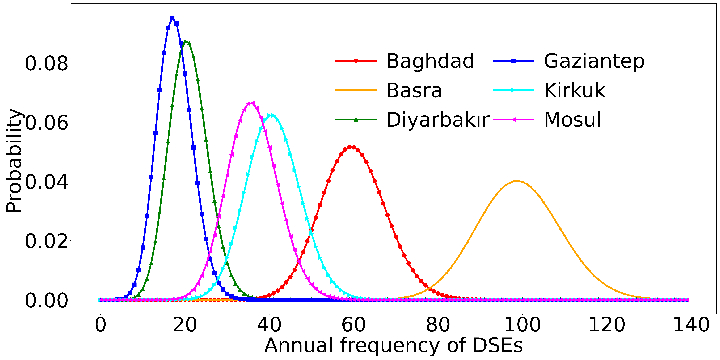 Probability
0.08
0.06
0.04
0.02
0.00
Baghdad
Basra
Diyarbakır
Gaziantep
Kirkuk
Mosul
0 20 40 60 80 100 120 140
Annual frequency of DSEs